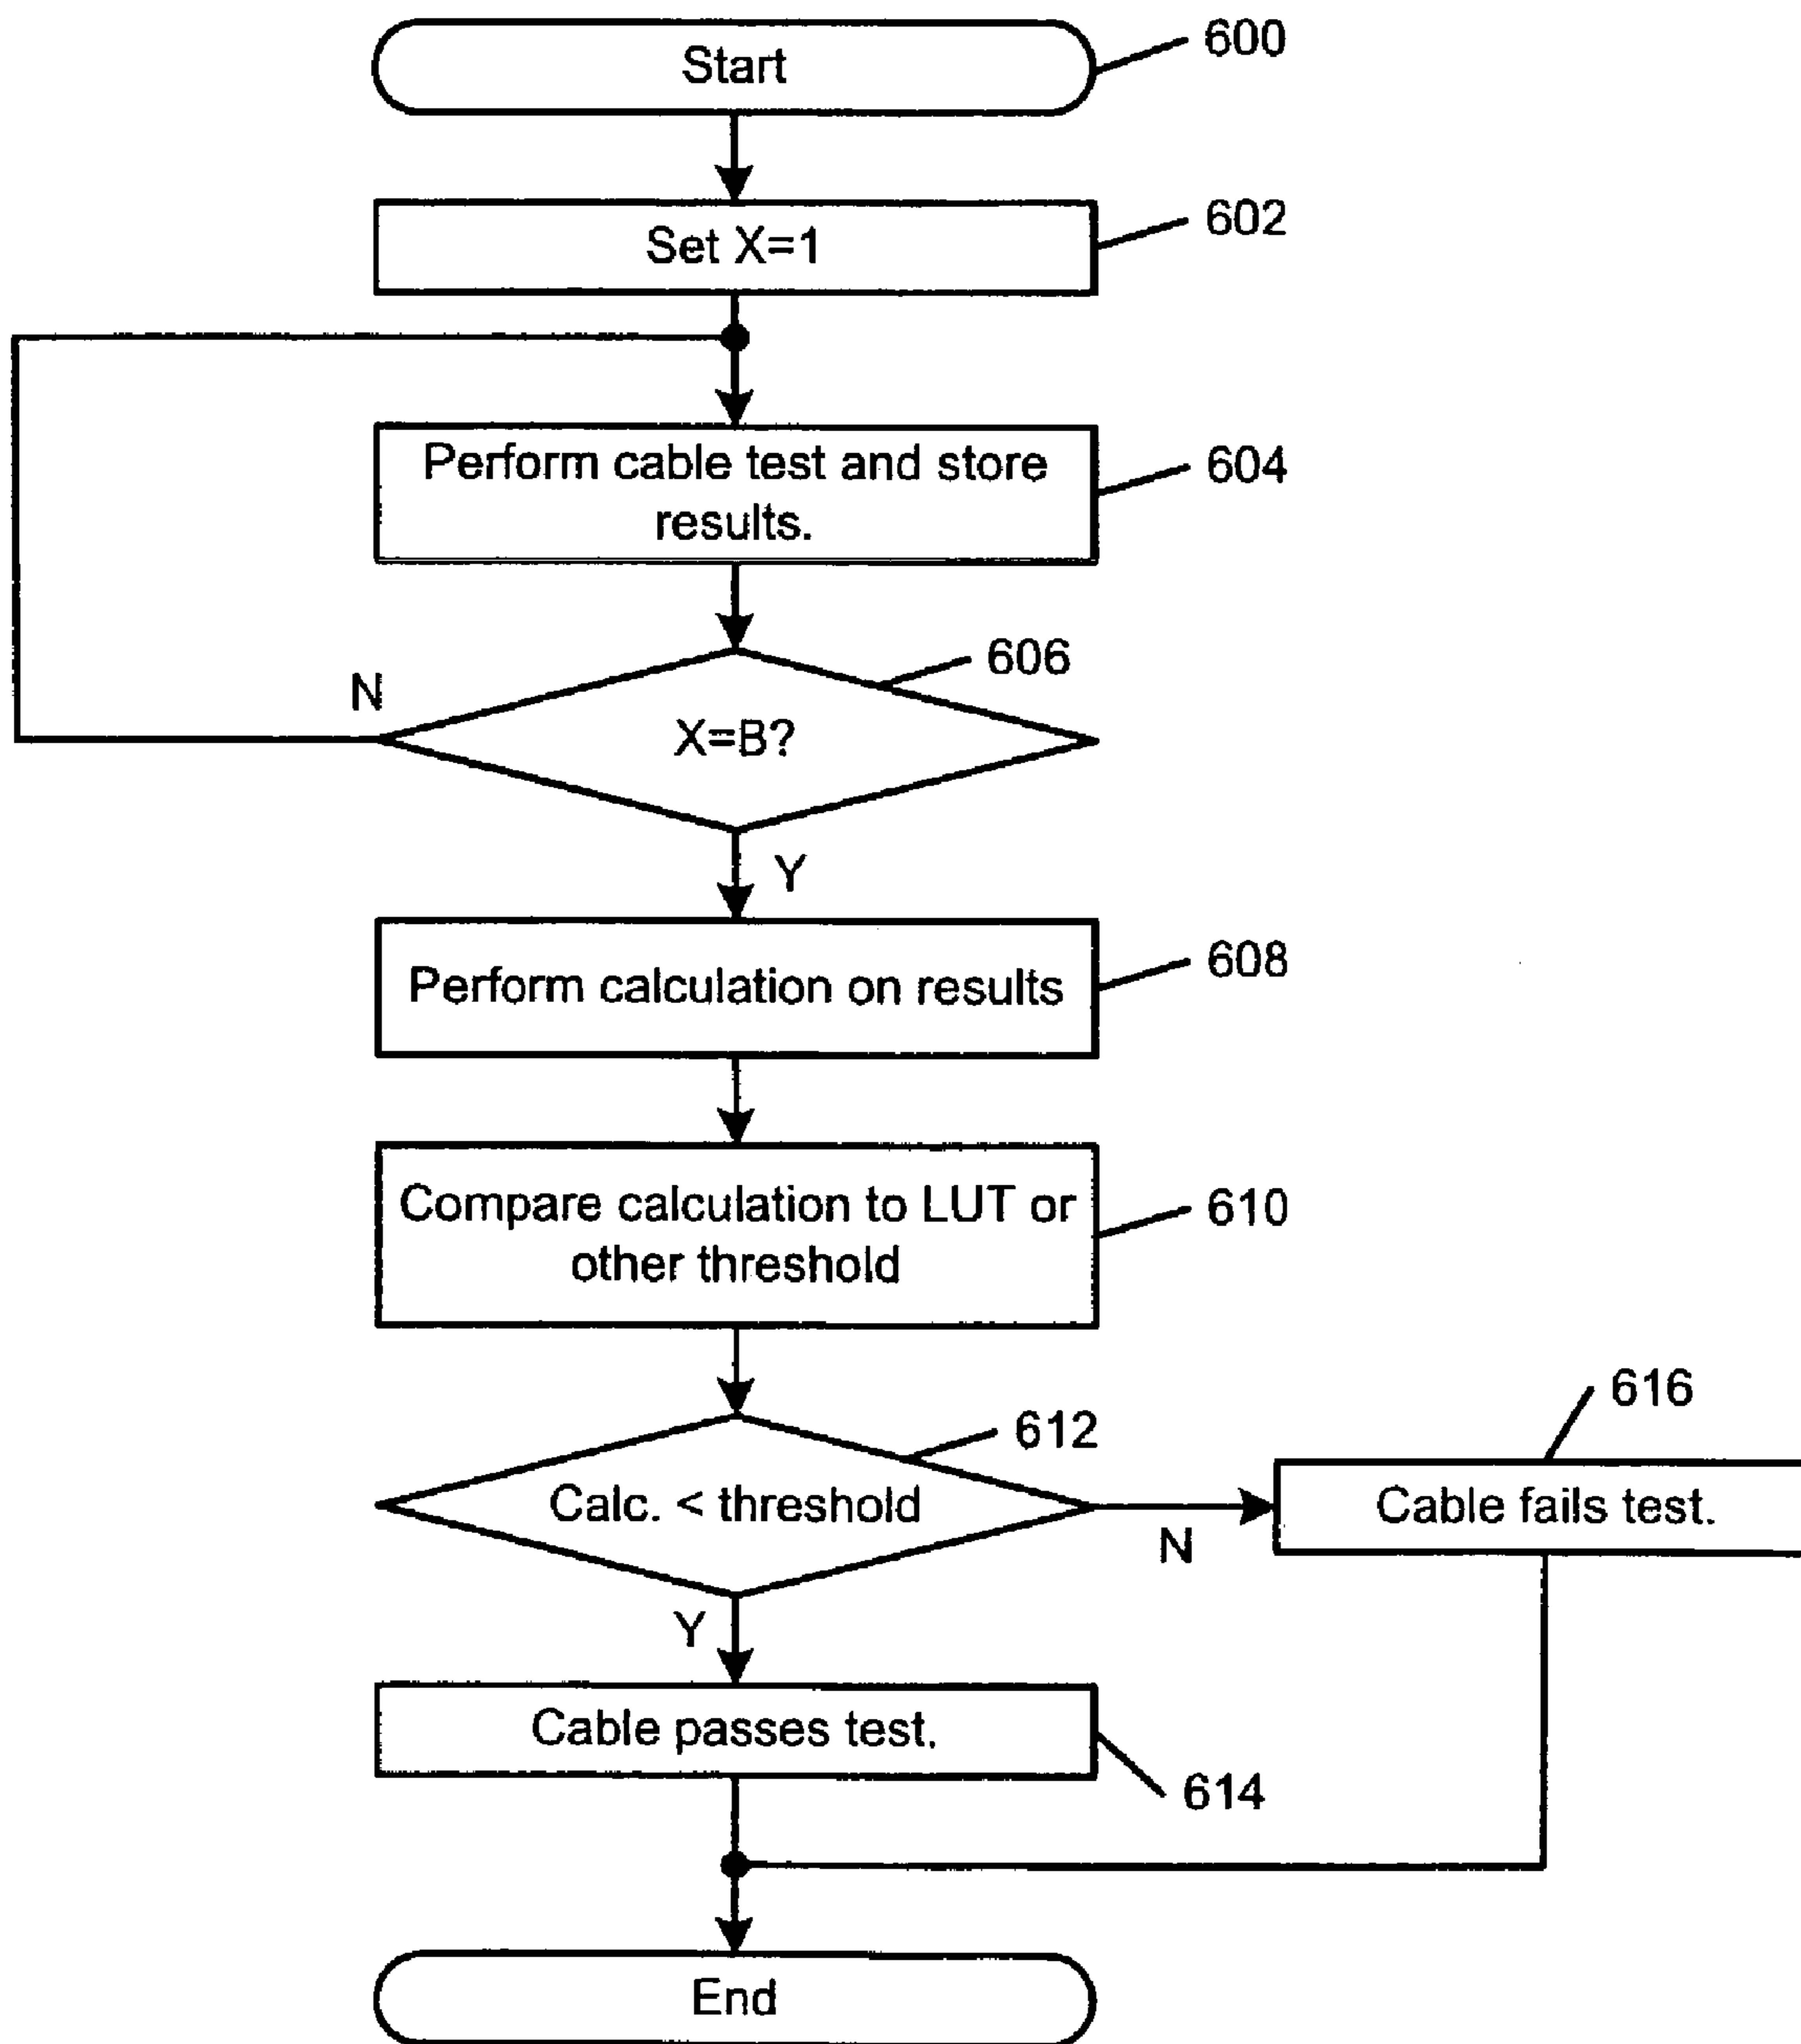 Start
600
Set X=1
602
Perform cable test and store
results.
604
606
N
X=B?
Y
Perform calculation on results
608
Compare calculation to LUT or
other threshold
610
612
616
Calc. < threshold
N
Cable fails test.
Y
Cable passes test.
614
End